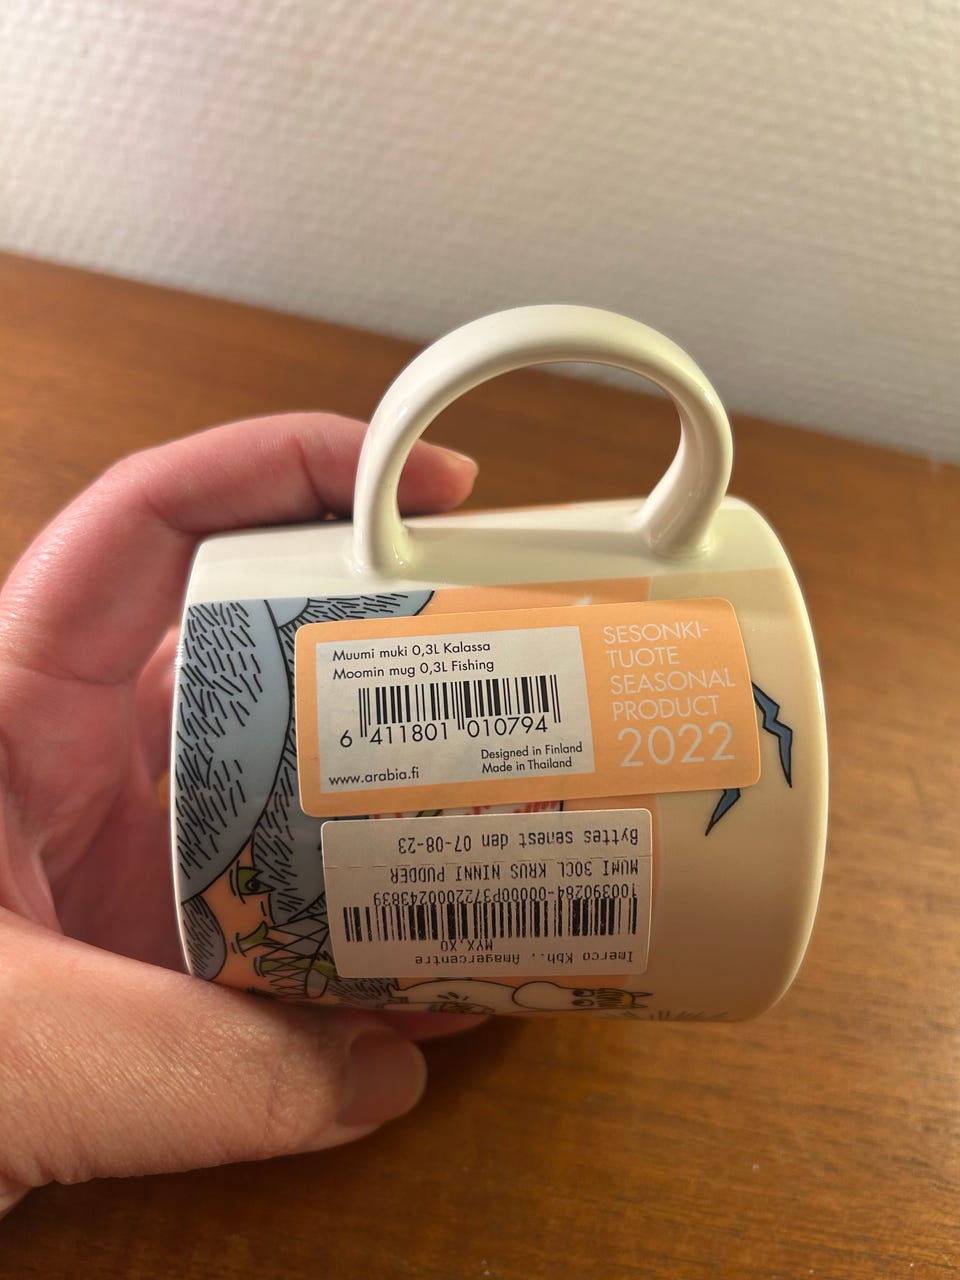 Muumi muki 0,3L Kalassa
Moomin mug 0,3L Fishing
6 411801 010794
Designed in Finland
Made in Thailand
www.arabia.fi
SESONKI-
TUOTE
SEASONAL
PRODUCT
2022
Imerco Kbh., Amagercentre
MYX.XO
!00390284-00000P3722000243839
MUMI 30CL KRUS NINNI PUDDER
Byttes senest den 07-08-23